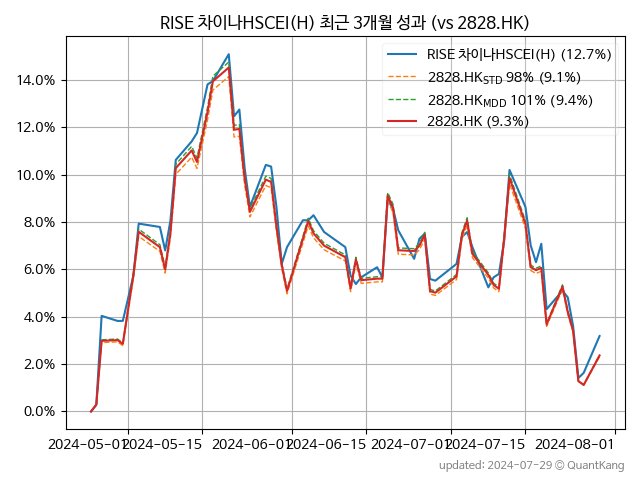 RISE 차이나HSCEI(H) 최근 3개월 성과 (vs 2828.HK)
RISE 차이나HSCEI(H) (12.7%)
2828.HK_STD 98% (9.1%)
2828.HK_MDD 101% (9.4%)
2828.HK (9.3%)
14.0%
12.0%
10.0%
8.0%
6.0%
4.0%
2.0%
0.0%
2024-05-01 2024-05-15 2024-06-01 2024-06-15 2024-07-01 2024-07-15 2024-08-01
updated: 2024-07-29 © QuantKang